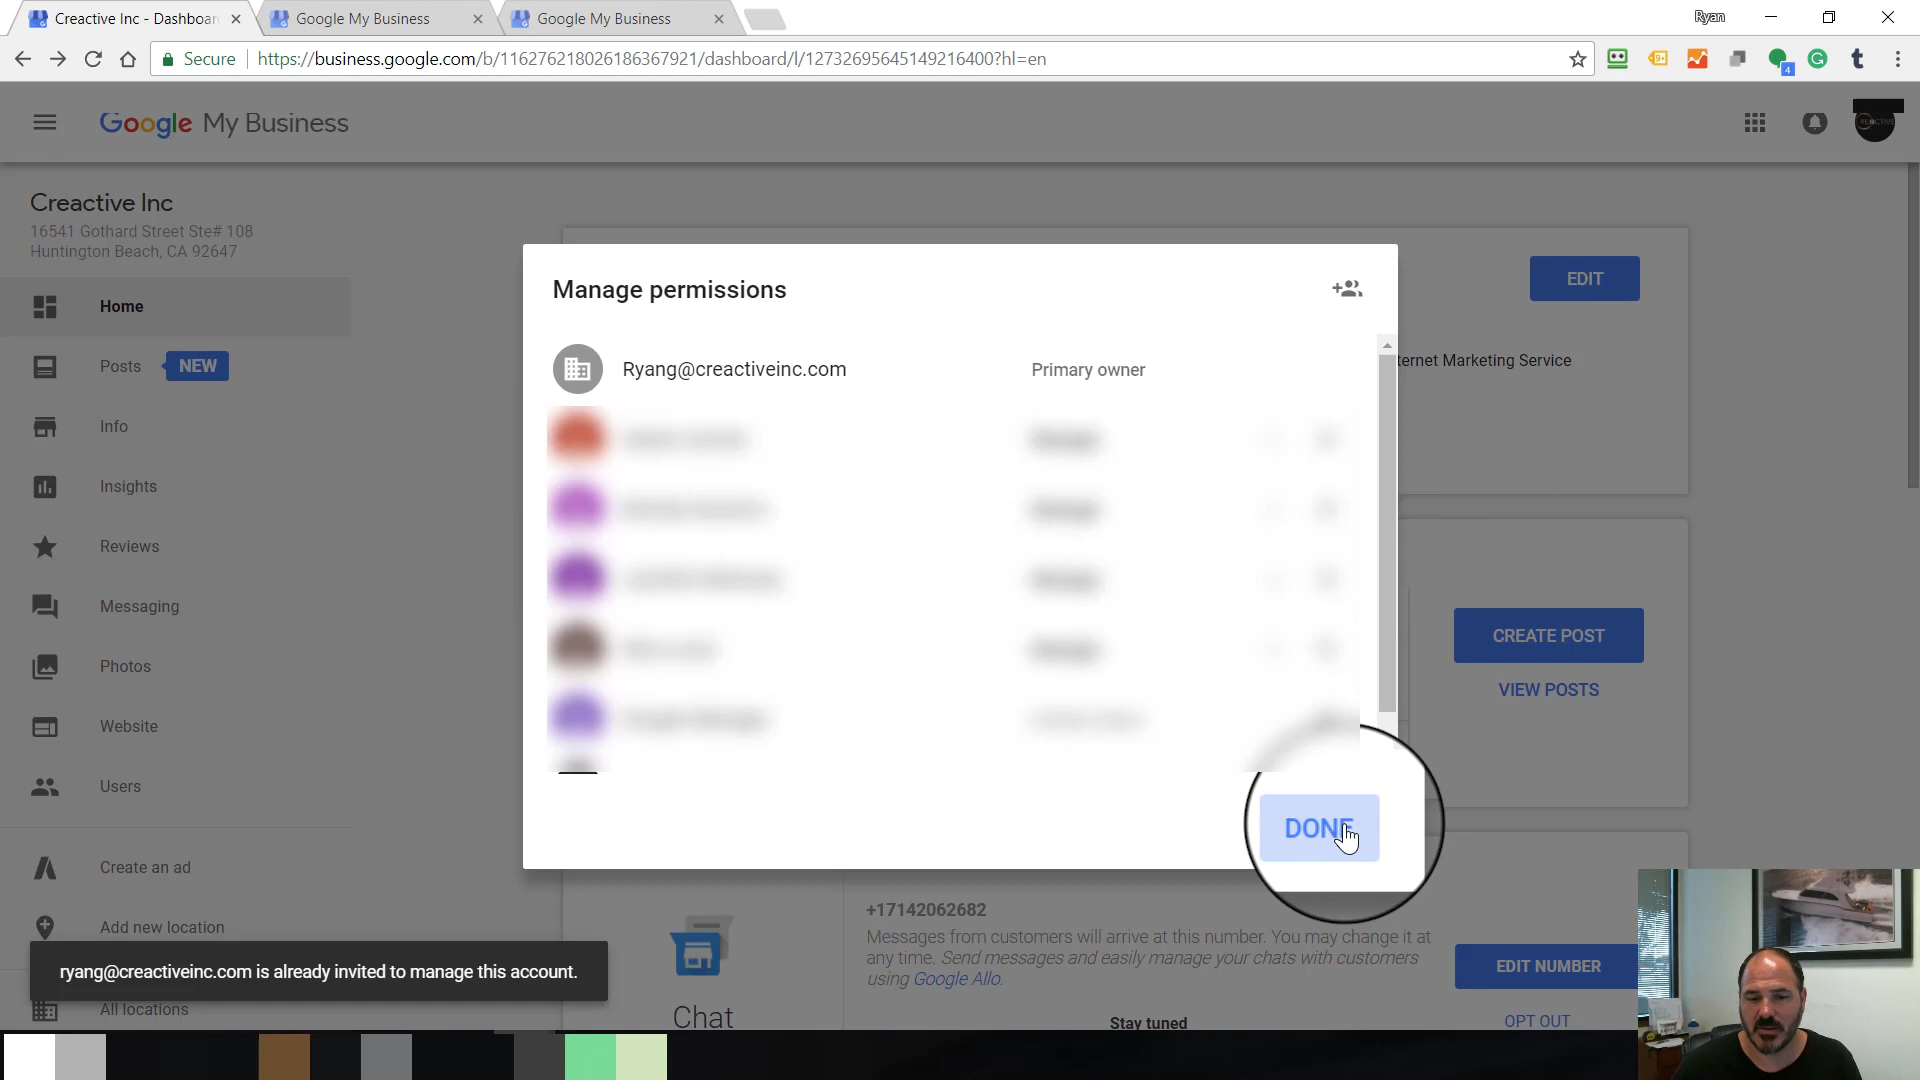 Creactive Inc - Dashboar
Google My Business
Google My Business
Ryan
Secure
https://business.google.com/b/116276218026186367921/dashboard/l/12732695645149216400?hl=en
9+
4
Google My Business
CREACTIVE
Creactive Inc
16541 Gothard Street Ste# 108
Huntington Beach, CA 92647
Home
Posts
NEW
Info
Insights
Reviews
Messaging
Photos
Website
Users
Create an ad
Add new location
All locations
ryang@creactiveinc.com is already invited to manage this account.
Manage permissions
Ryang@creactiveinc.com
Primary owner
DONE
EDIT
ternet Marketing Service
CREATE POST
VIEW POSTS
+17142062682
Messages from customers will arrive at this number. You may change it at
any time. Send messages and easily manage your chats with customers
using Google Allo.
EDIT NUMBER
Chat
Stay tuned
OPT OUT